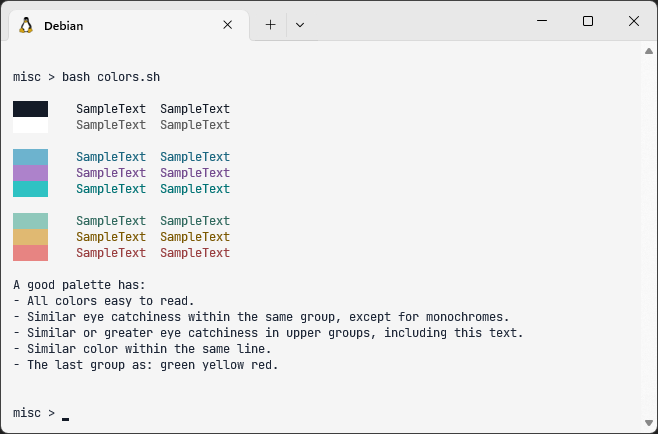 Debian
misc > bash colors.sh
SampleText SampleText
SampleText SampleText
SampleText SampleText
SampleText SampleText
SampleText SampleText
SampleText SampleText
SampleText SampleText
SampleText SampleText
A good palette has:
- All colors easy to read.
- Similar eye catchiness within the same group, except for monochromes.
- Similar or greater eye catchiness in upper groups, including this text.
- Similar color within the same line.
- The last group as: green yellow red.
misc >